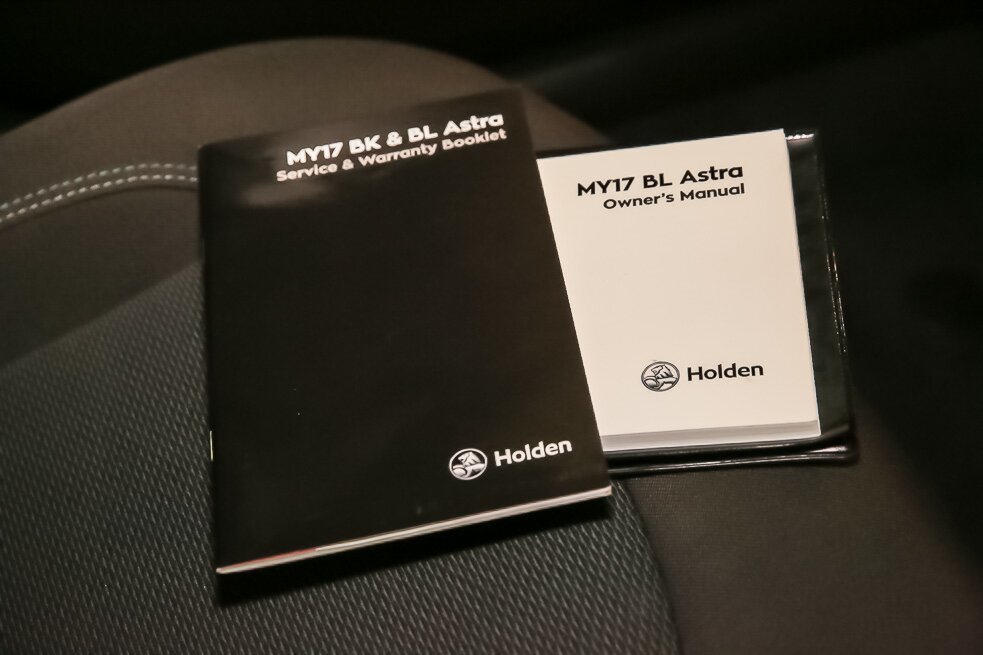 MY17 BK & BL Astra
Service & Warranty Booklet
Holden
MY17 BL Astra
Owner's Manual
Holden